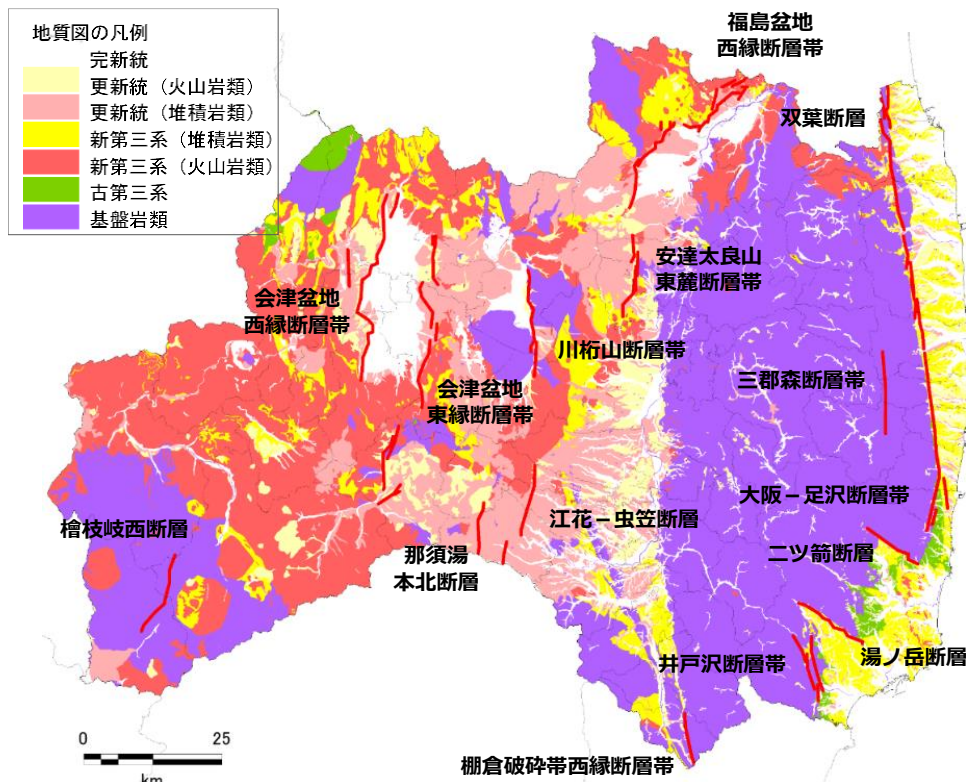 地質図の凡例
完新統
更新統（火山岩類）
更新統（堆積岩類）
新第三系（堆積岩類）
新第三系（火山岩類）
古第三系
基盤岩類
福島盆地
西縁断層帯
双葉断層
安達太良山
東麓断層帯
会津盆地
西縁断層帯
川桁山断層帯
三郡森断層帯
会津盆地
東縁断層帯
大阪－足沢断層帯
檜枝岐西断層
江花－虫笠断層
二ツ箭断層
那須湯
本北断層
井戸沢断層帯
湯ノ岳断層
棚倉破砕帯西縁断層帯
0 25
km